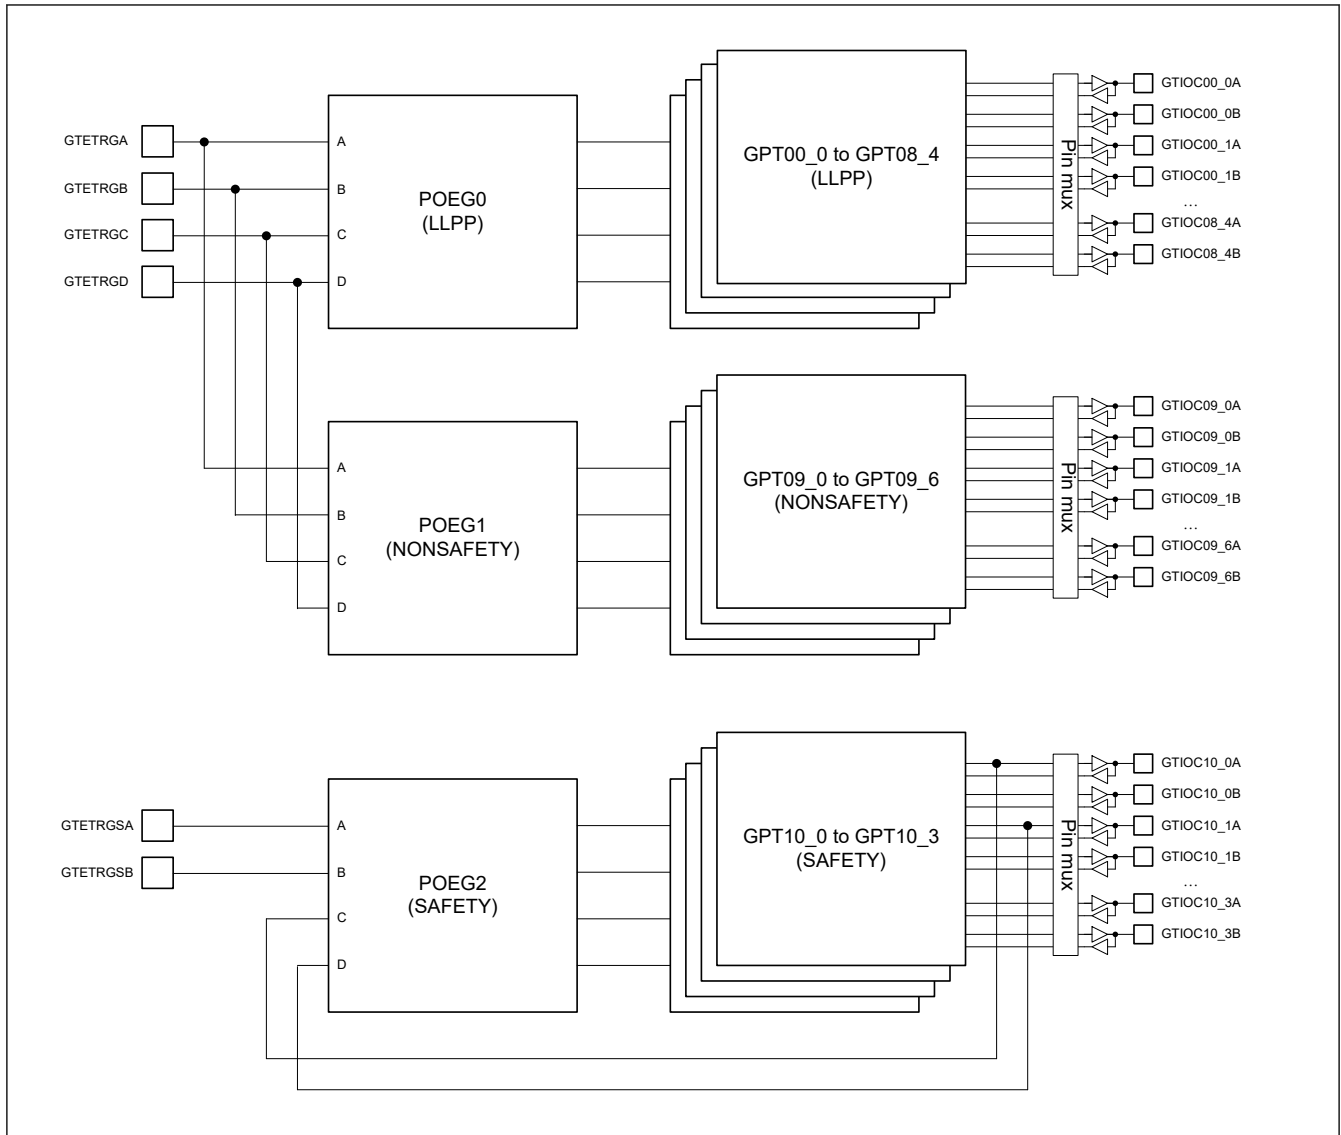 GTETRGA
GTETRGB
GTETRGC
GTETRGD
A
B
C
D
POEG0
(LLPP)
GPT00_0 to GPT08_4
(LLPP)
Pin mux
GTIOC00_0A
GTIOC00_0B
GTIOC00_1A
GTIOC00_1B
...
GTIOC08_4A
GTIOC08_4B
A
B
C
D
POEG1
(NONSAFETY)
GPT09_0 to GPT09_6
(NONSAFETY)
Pin mux
GTIOC09_0A
GTIOC09_0B
GTIOC09_1A
GTIOC09_1B
...
GTIOC09_6A
GTIOC09_6B
GTETRGSA
GTETRGSB
A
B
C
D
POEG2
(SAFETY)
GPT10_0 to GPT10_3
(SAFETY)
Pin mux
GTIOC10_0A
GTIOC10_0B
GTIOC10_1A
GTIOC10_1B
...
GTIOC10_3A
GTIOC10_3B